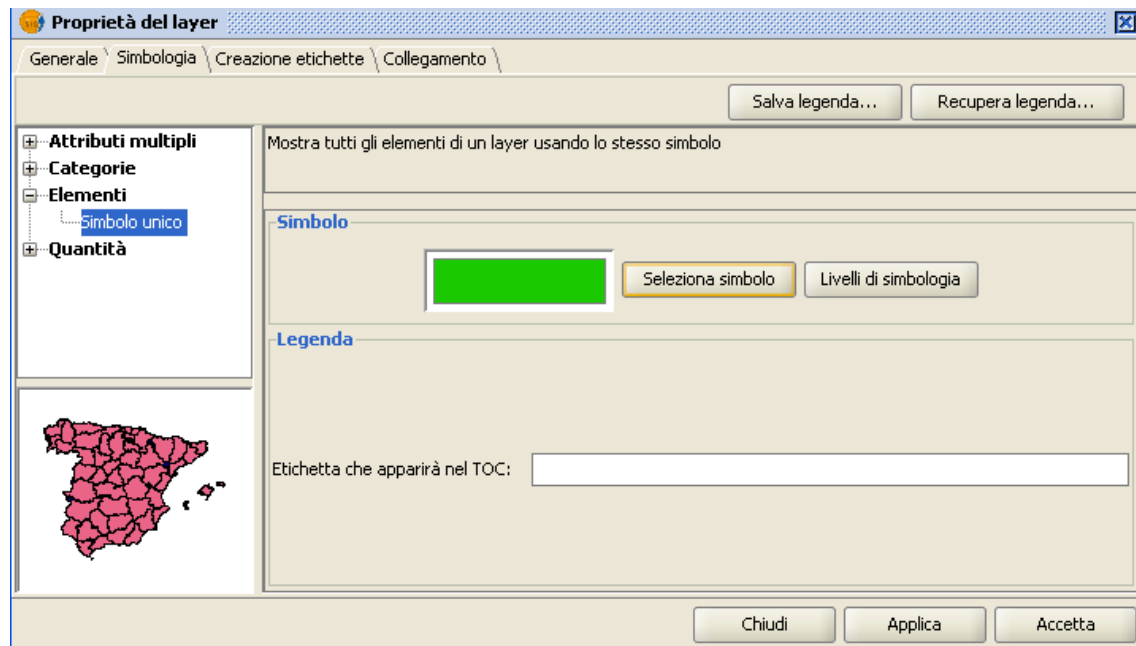 Proprietà del layer
Generale Simbologia Creazione etichette Collegamento
Salva legenda... Recupera legenda...
Attributi multipli
Categorie
Elementi
Simbolo unico
Quantità
Mostra tutti gli elementi di un layer usando lo stesso simbolo
Simbolo
Seleziona simbolo Livelli di simbologia
Legenda
Etichetta che apparirà nel TOC:
Chiudi Applica Accetta